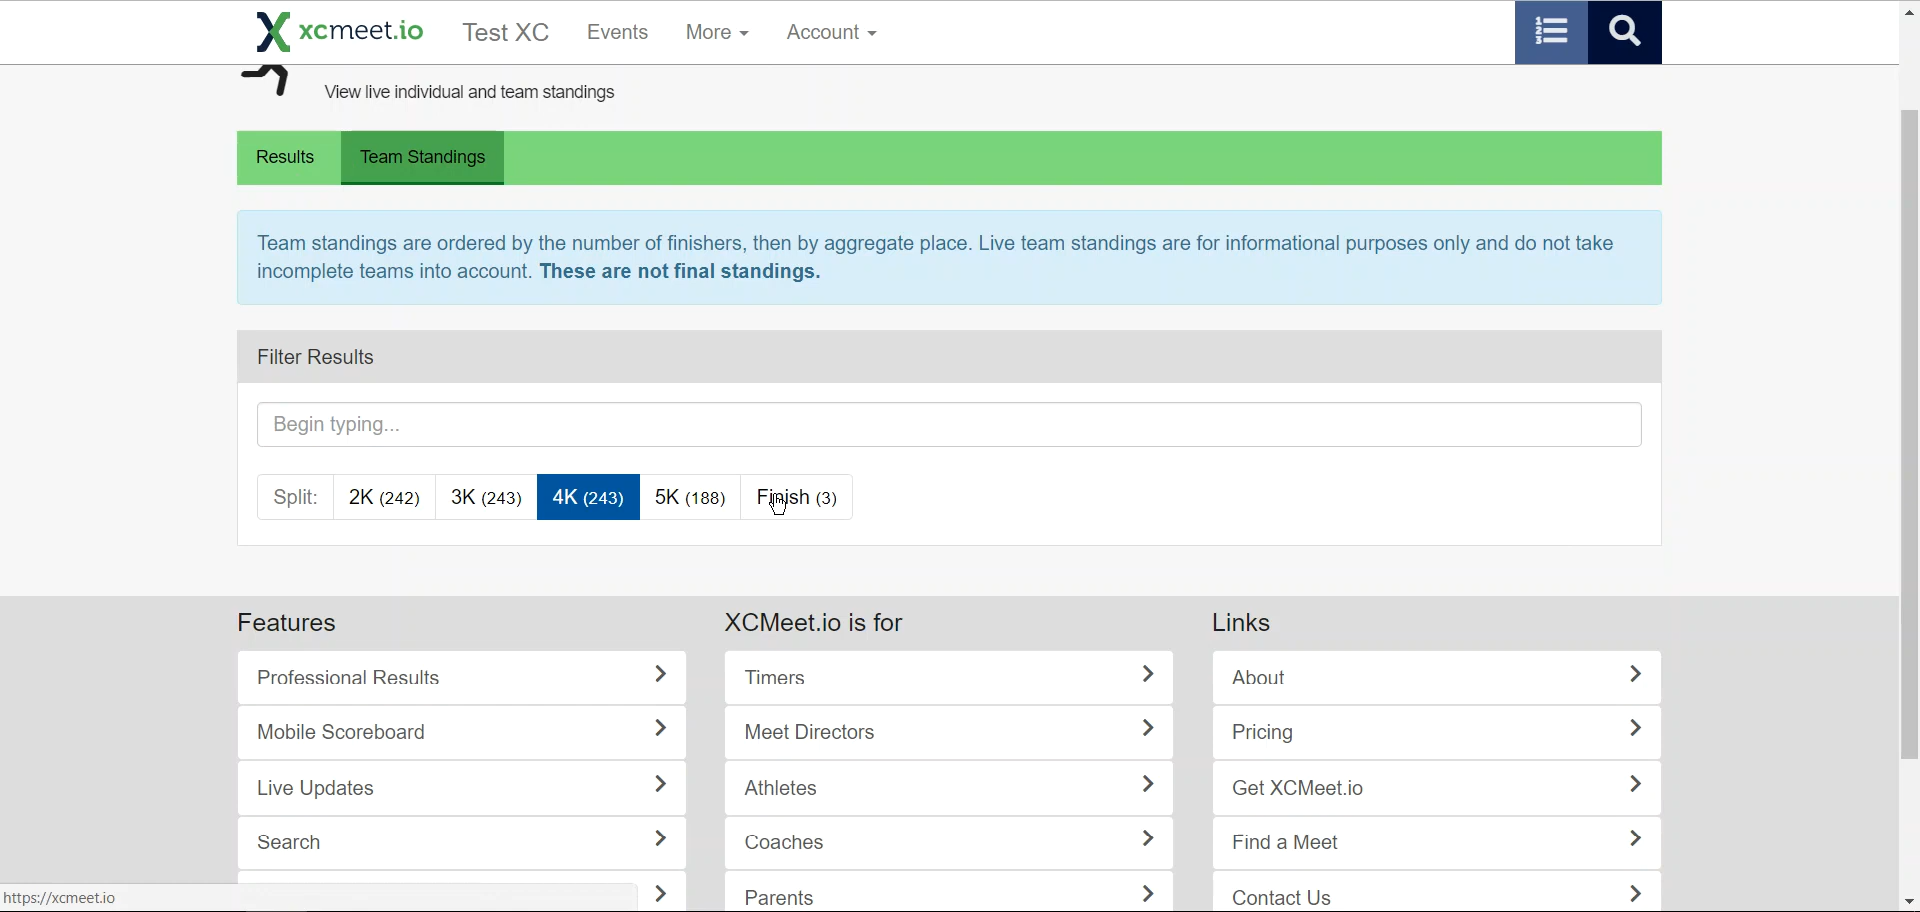 xcmeet.io Test XC Events More Account
View live individual and team standings
Results Team Standings
Team standings are ordered by the number of finishers, then by aggregate place. Live team standings are for informational purposes only and do not take
incomplete teams into account. These are not final standings.
Filter Results
Begin typing...
Split: 2K (242) 3K (243) 4K (243) 5K (188) Finish (3)
Features XCMeet.io is for Links
Professional Results Timers About
Mobile Scoreboard Meet Directors Pricing
Live Updates Athletes Get XCMeet.io
Search Coaches Find a Meet
https://xcmeet.io Parents Contact Us